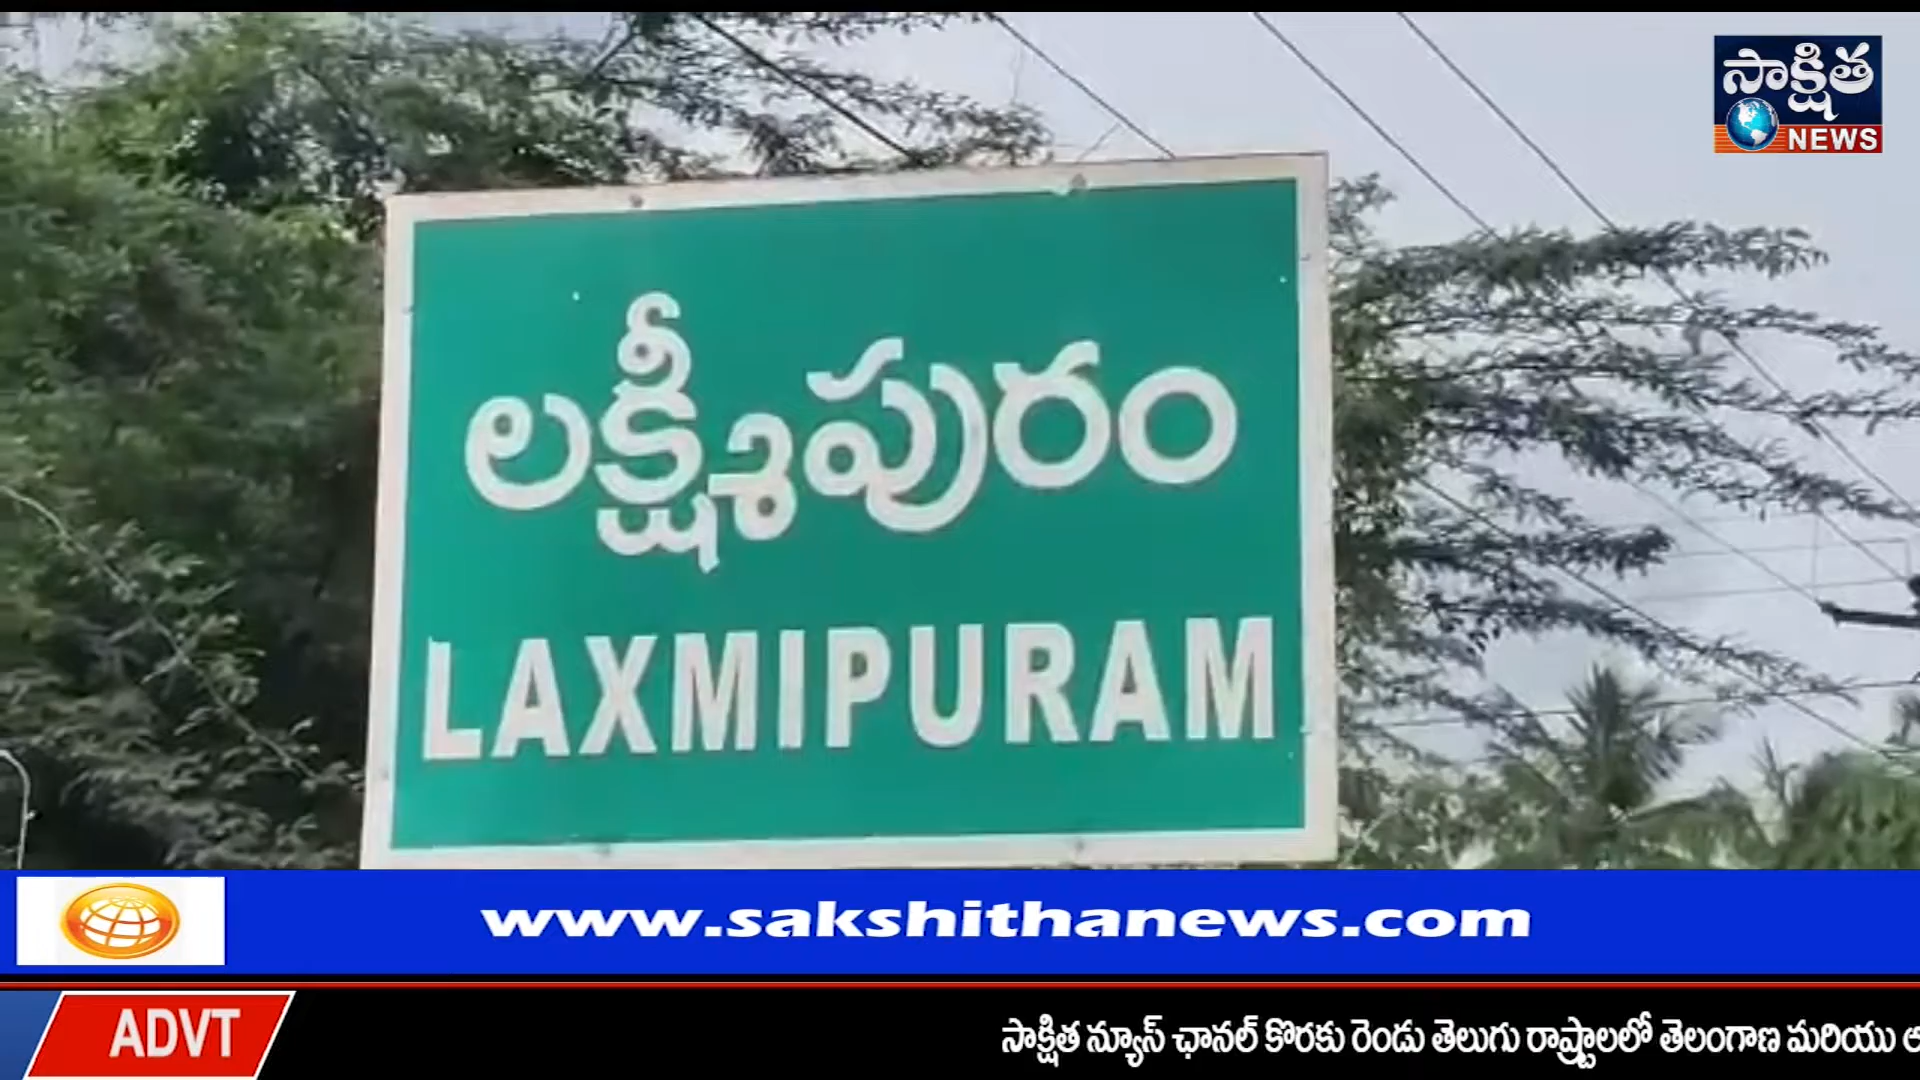 సాక్షిత
NEWS
లక్ష్మీపురం
LAXMIPURAM
www.sakshithanews.com
ADVT
సాక్షిత న్యూస్ ఛానల్ కొరకు రెండు తెలుగు రాష్ట్రాలలో తెలంగాణ మరియు